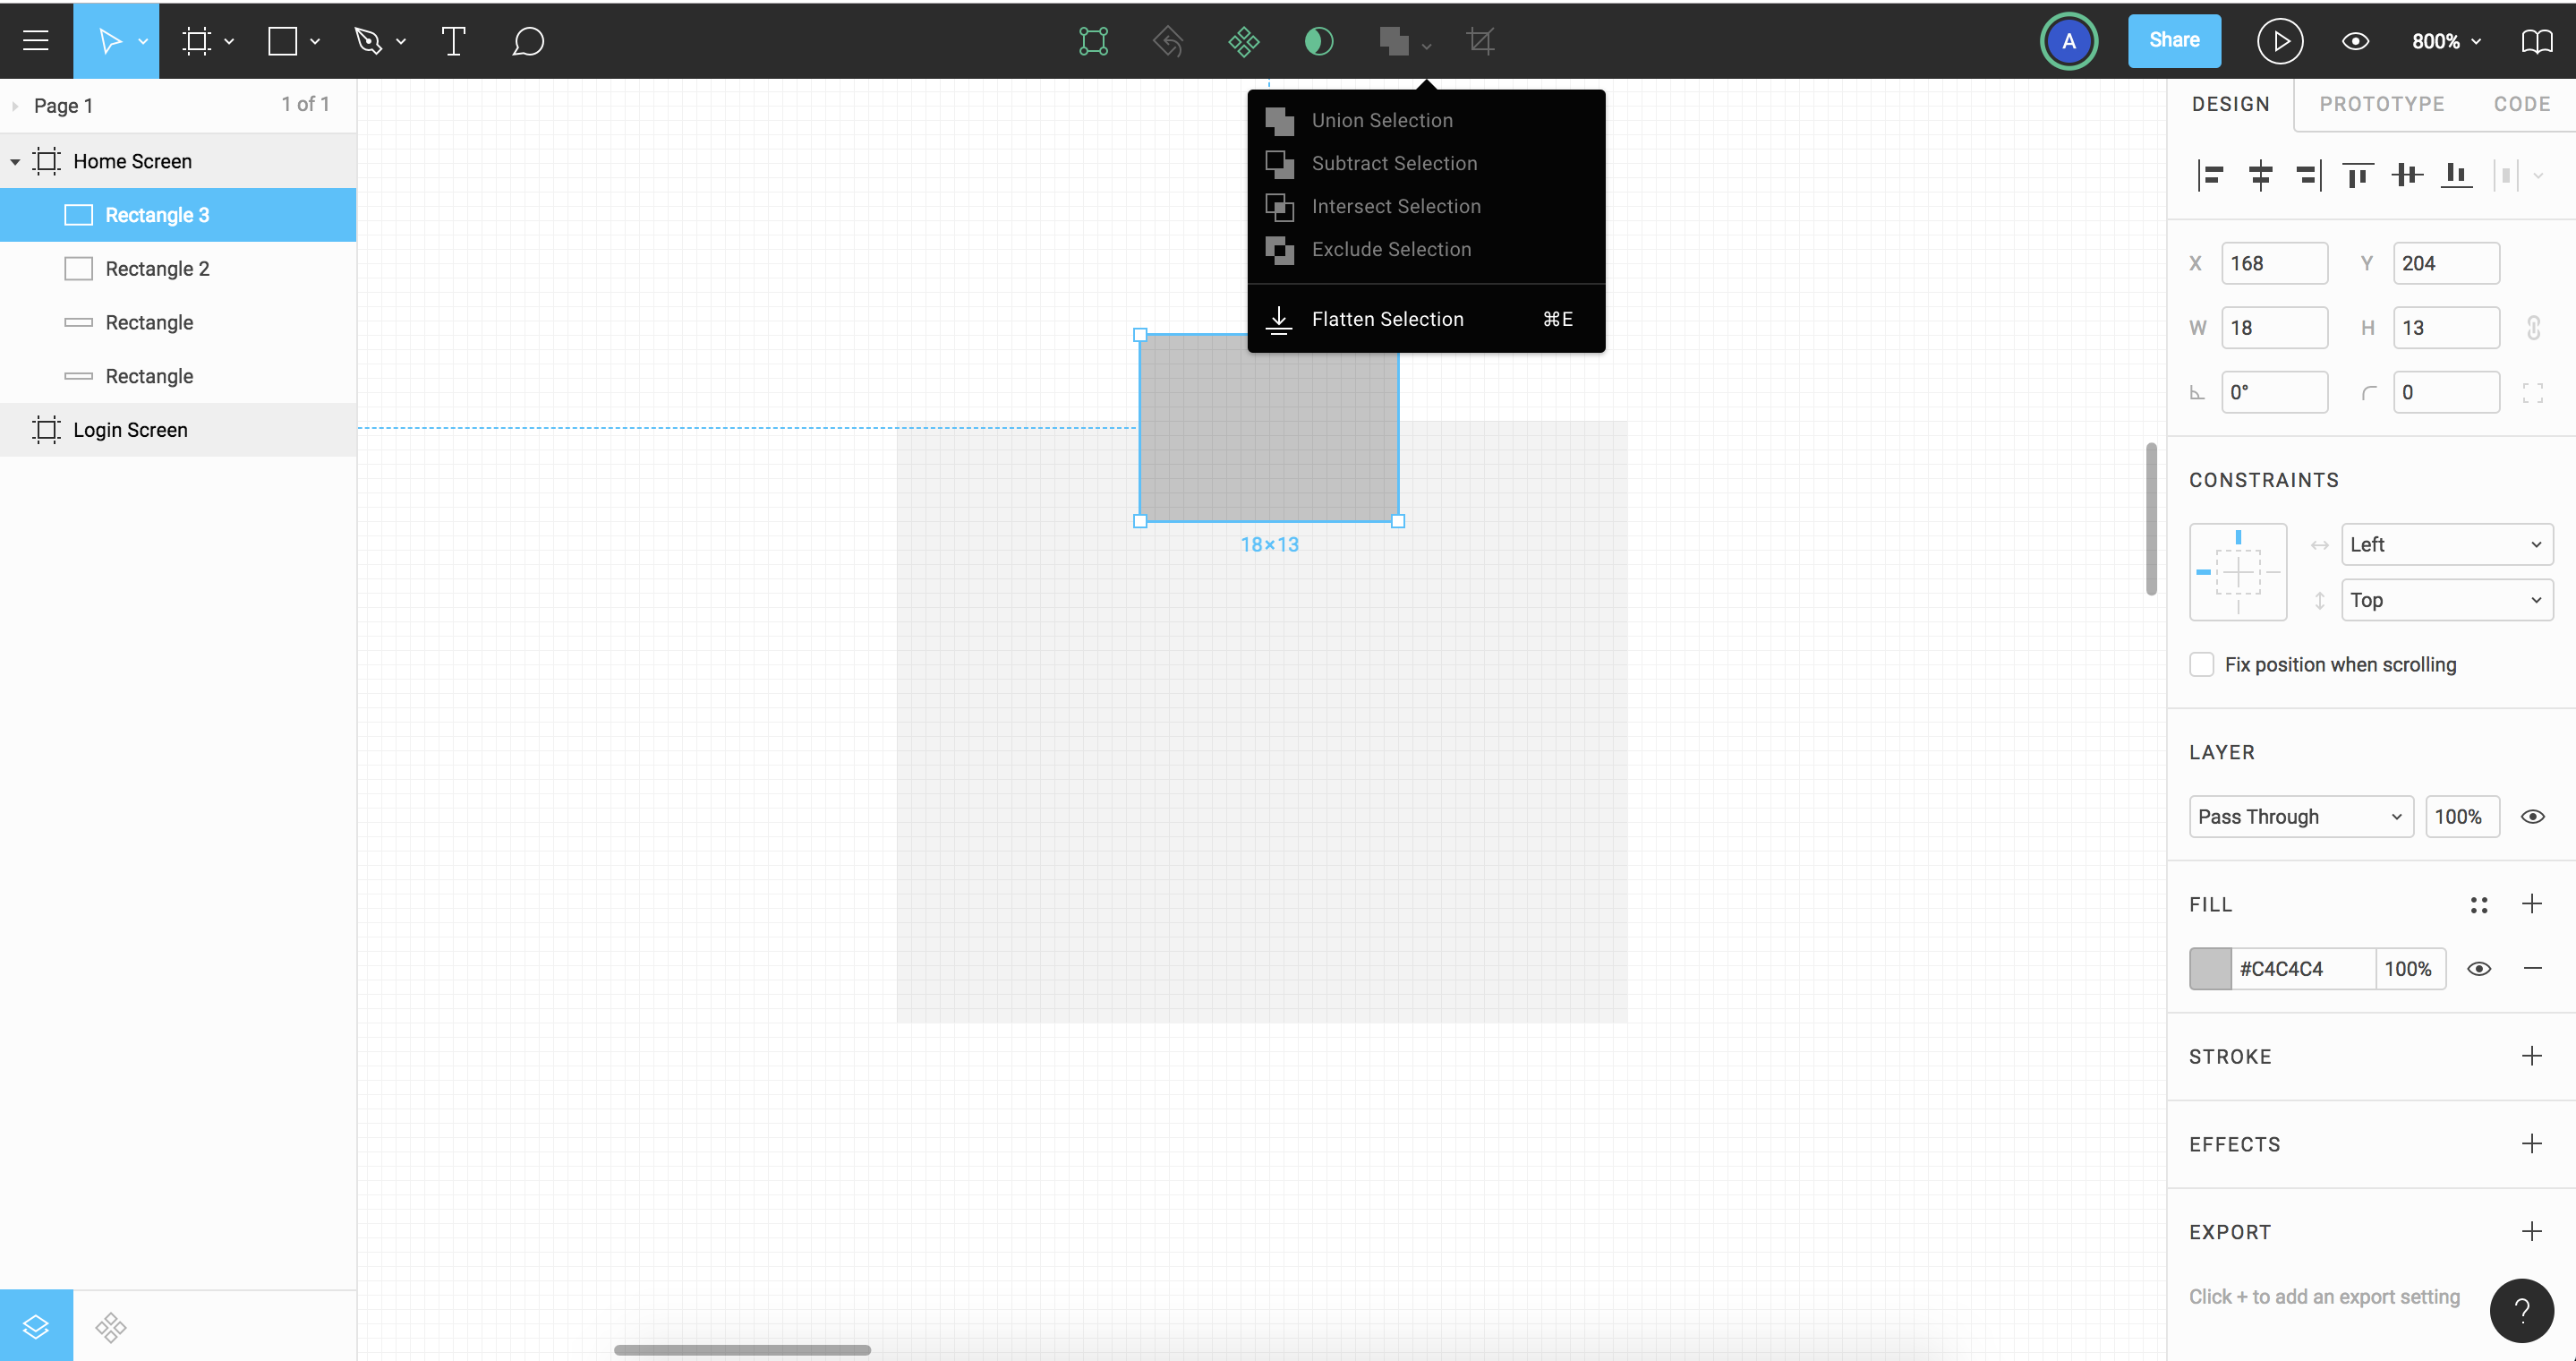 A
Share
800%
Page 1
1 of 1
Home Screen
Rectangle 3
Rectangle 2
Rectangle
Rectangle
Login Screen
Union Selection
Subtract Selection
Intersect Selection
Exclude Selection
Flatten Selection ⌘E
18×13
DESIGN PROTOTYPE CODE
X 168 Y 204
W 18 H 13
0° 0
CONSTRAINTS
Left
Top
Fix position when scrolling
LAYER
Pass Through 100%
FILL
#C4C4C4 100%
STROKE
EFFECTS
EXPORT
Click + to add an export setting
?